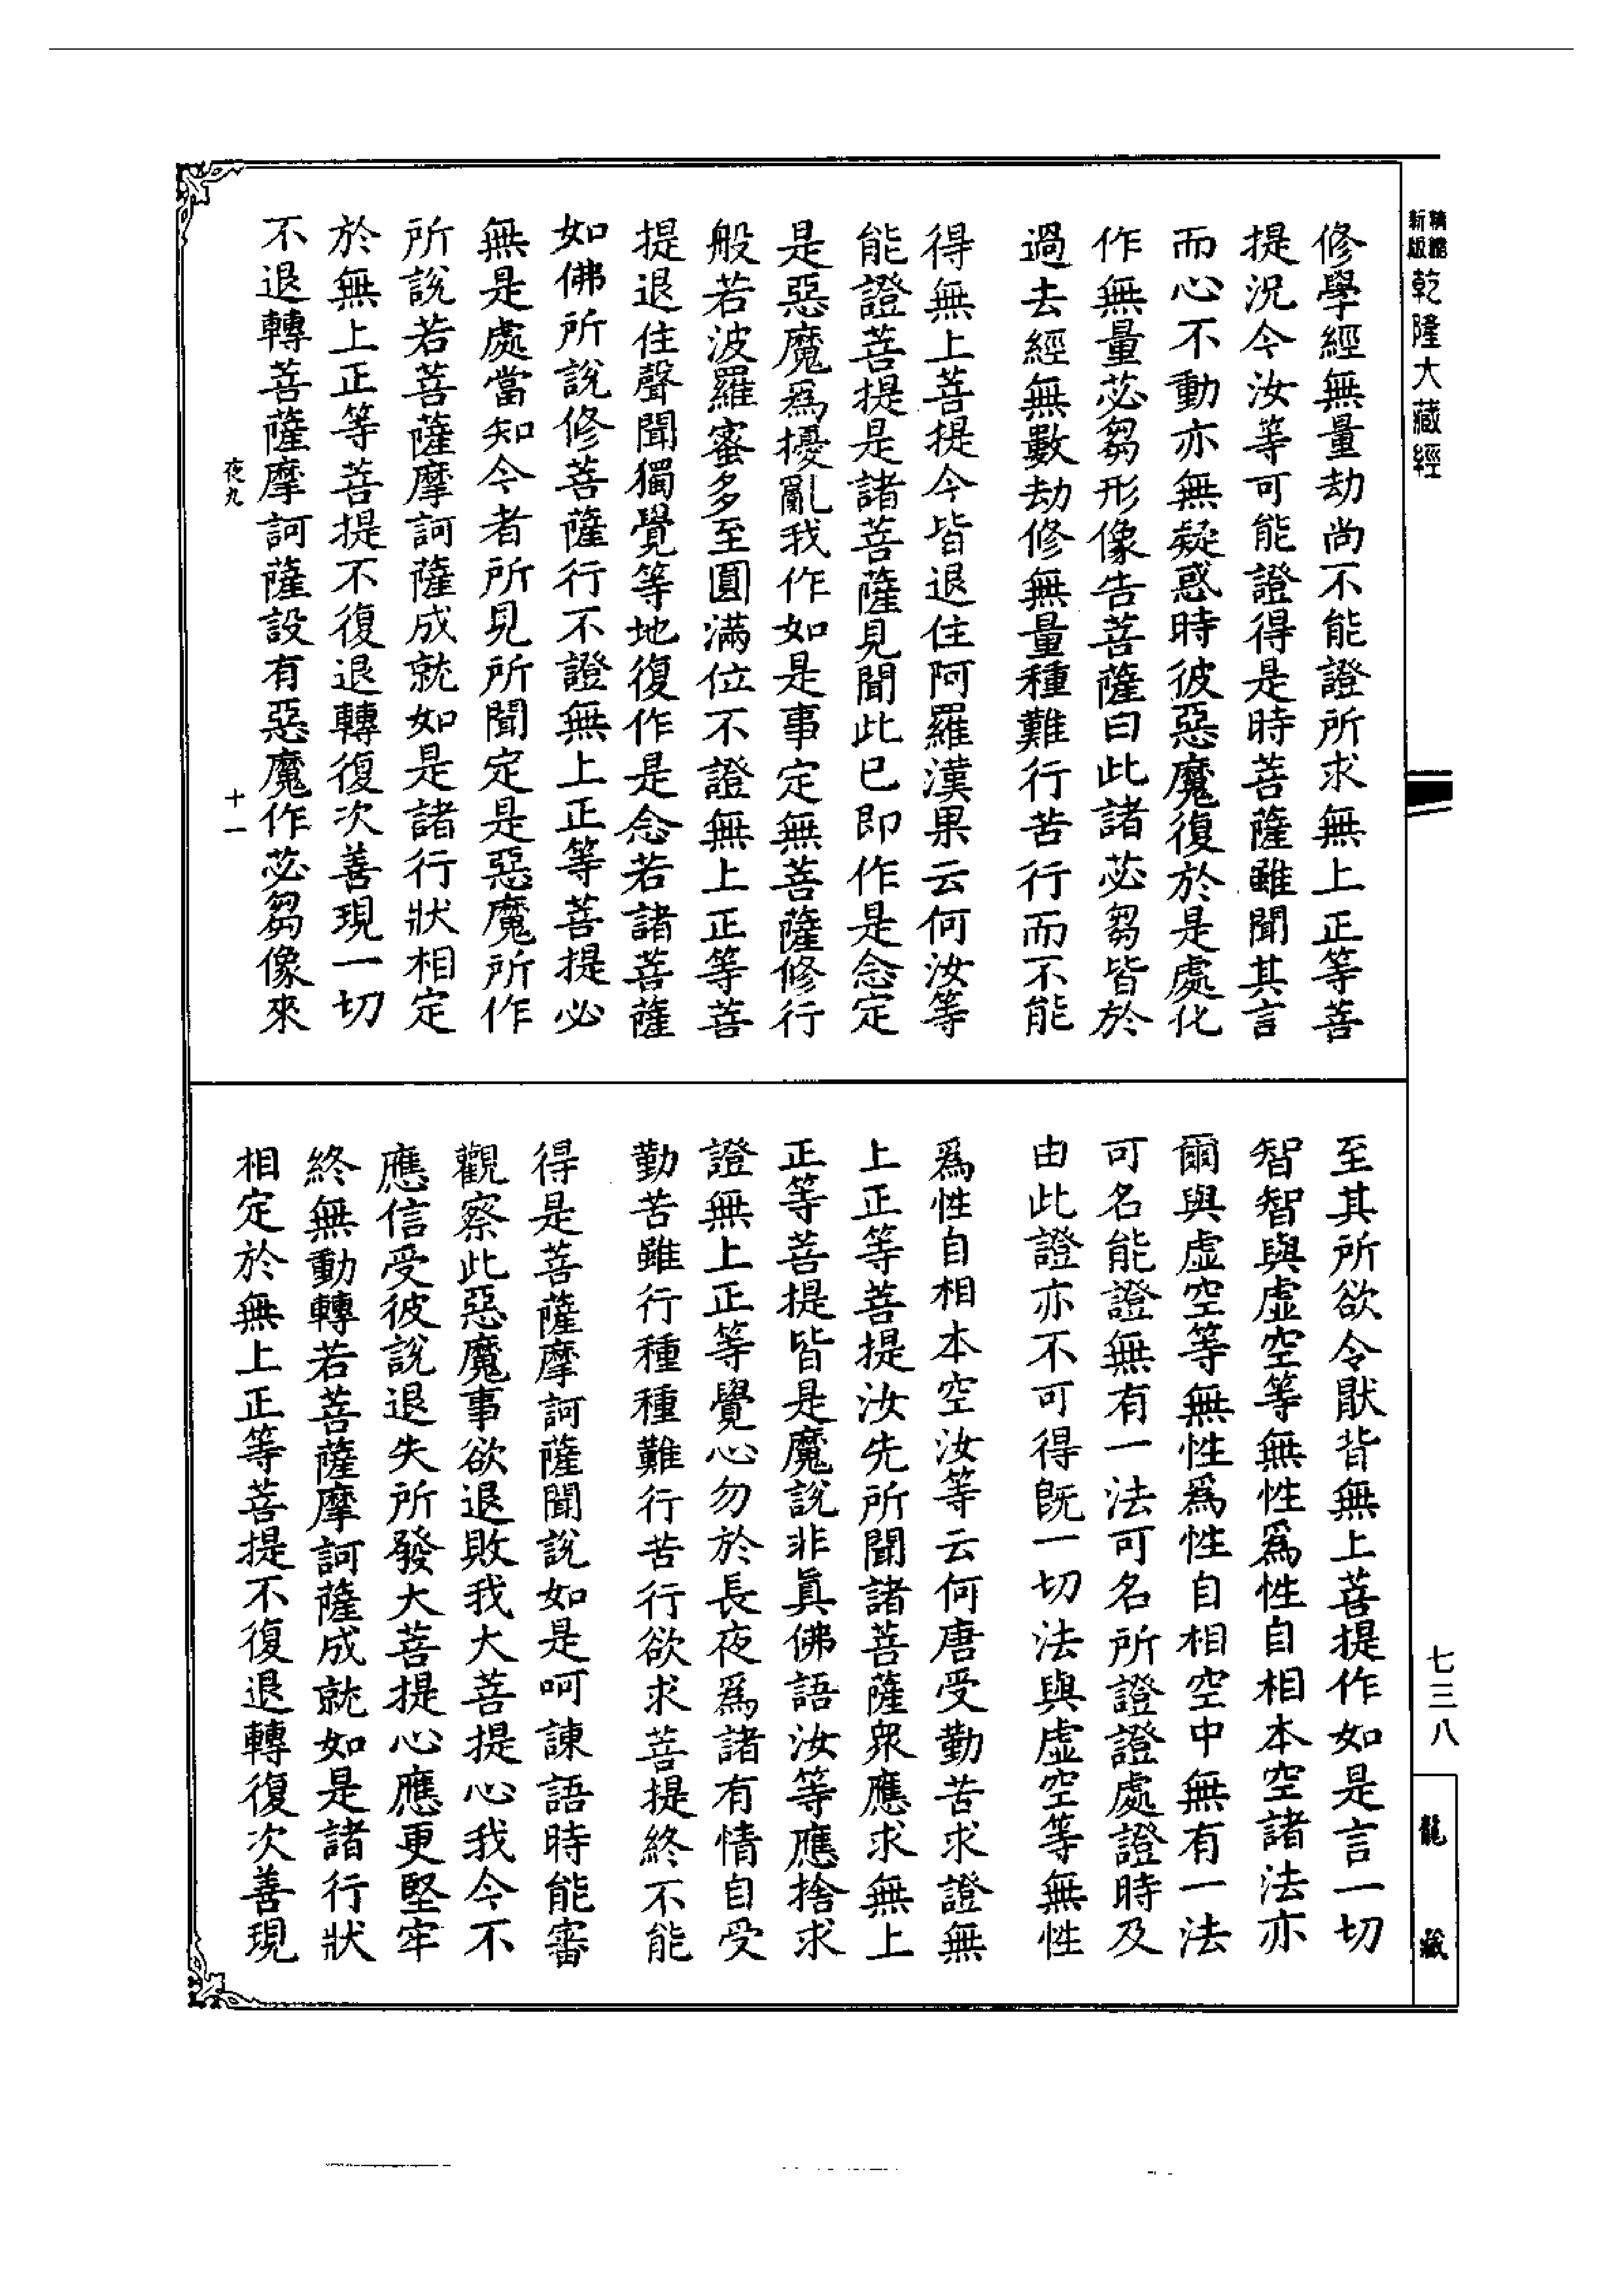 精縮新版乾隆大藏經
修學經無量劫尚不能證所求無上正等菩
提況今汝等可能證得是時菩薩雖聞其言
而心不動亦無疑惑時彼惡魔復於是處化
作無量苾芻形像告菩薩曰此諸苾芻皆於
過去經無數劫修無量種難行苦行而不能
得無上菩提今皆退住阿羅漢果云何汝等
能證菩提是諸菩薩見聞此已即作是念定
是惡魔爲擾亂我作如是事定無菩薩修行
般若波羅蜜多至圓滿位不證無上正等菩
提退住聲聞獨覺等地復作是念若諸菩薩
如佛所說修菩薩行不證無上正等菩提必
無是處當知今者所見所聞定是惡魔所作
所說若菩薩摩訶薩成就如是諸行狀相定
於無上正等菩提不復退轉復次善現一切
不退轉菩薩摩訶薩設有惡魔作苾芻像來
夜九
十一
至其所欲令猒背無上菩提作如是言一切
智智與虛空等無性爲性自相本空諸法亦
爾與虛空等無性爲性自相空中無有一法
可名能證無有一法可名所證證處證時及
由此證亦不可得既一切法與虛空等無性
爲性自相本空汝等云何唐受勤苦求證無
上正等菩提汝先所聞諸菩薩衆應求無上
正等菩提皆是魔說非眞佛語汝等應捨求
證無上正等覺心勿於長夜爲諸有情自受
勤苦雖行種種難行苦行欲求菩提終不能
得是菩薩摩訶薩聞說如是呵諫語時能審
觀察此惡魔事欲退敗我大菩提心我今不
應信受彼說退失所發大菩提心應更堅牢
終無動轉若菩薩摩訶薩成就如是諸行狀
相定於無上正等菩提不復退轉復次善現
七三八
龍藏